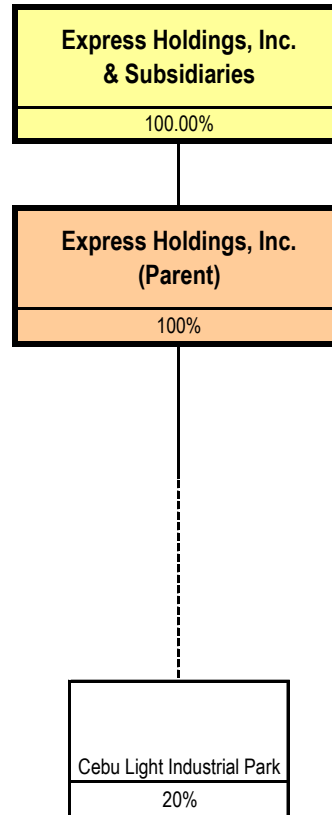 Express Holdings, Inc.
& Subsidiaries
100.00%
Express Holdings, Inc.
(Parent)
100%
Cebu Light Industrial Park
20%